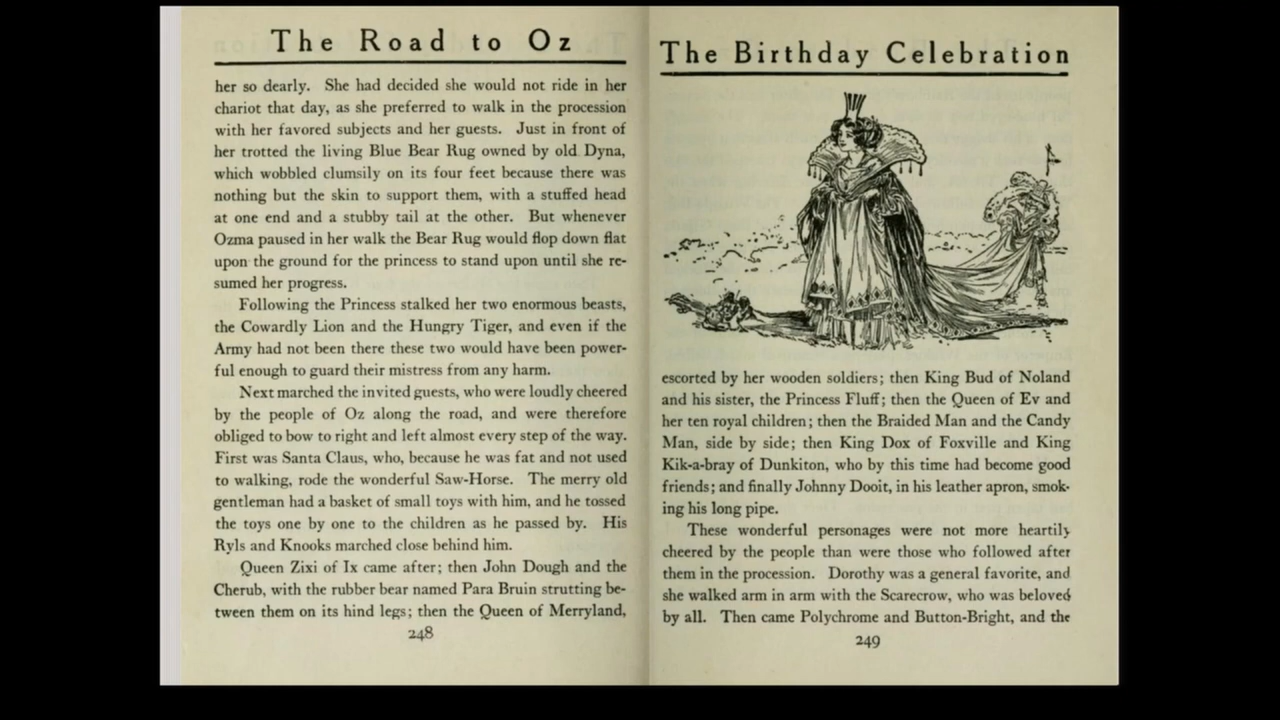 The Road to Oz
her so dearly. She had decided she would not ride in her
chariot that day, as she preferred to walk in the procession
with her favored subjects and her guests. Just in front of
her trotted the living Blue Bear Rug owned by old Dyna,
which wobbled clumsily on its four feet because there was
nothing but the skin to support them, with a stuffed head
at one end and a stubby tail at the other. But whenever
Ozma paused in her walk the Bear Rug would flop down flat
upon the ground for the princess to stand upon until she re-
sumed her progress.
Following the Princess stalked her two enormous beasts,
the Cowardly Lion and the Hungry Tiger, and even if the
Army had not been there these two would have been power-
ful enough to guard their mistress from any harm.
Next marched the invited guests, who were loudly cheered
by the people of Oz along the road, and were therefore
obliged to bow to right and left almost every step of the way.
First was Santa Claus, who, because he was fat and not used
to walking, rode the wonderful Saw-Horse. The merry old
gentleman had a basket of small toys with him, and he tossed
the toys one by one to the children as he passed by. His
Ryls and Knooks marched close behind him.
Queen Zixi of Ix came after; then John Dough and the
Cherub, with the rubber bear named Para Bruin strutting be-
tween them on its hind legs; then the Queen of Merryland,
248
The Birthday Celebration
escorted by her wooden soldiers; then King Bud of Noland
and his sister, the Princess Fluff; then the Queen of Ev and
her ten royal children; then the Braided Man and the Candy
Man, side by side; then King Dox of Foxville and King
Kik-a-bray of Dunkiton, who by this time had become good
friends; and finally Johnny Dooit, in his leather apron, smok-
ing his long pipe.
These wonderful personages were not more heartily
cheered by the people than were those who followed after
them in the procession. Dorothy was a general favorite, and
she walked arm in arm with the Scarecrow, who was beloved
by all. Then came Polychrome and Button-Bright, and the
249